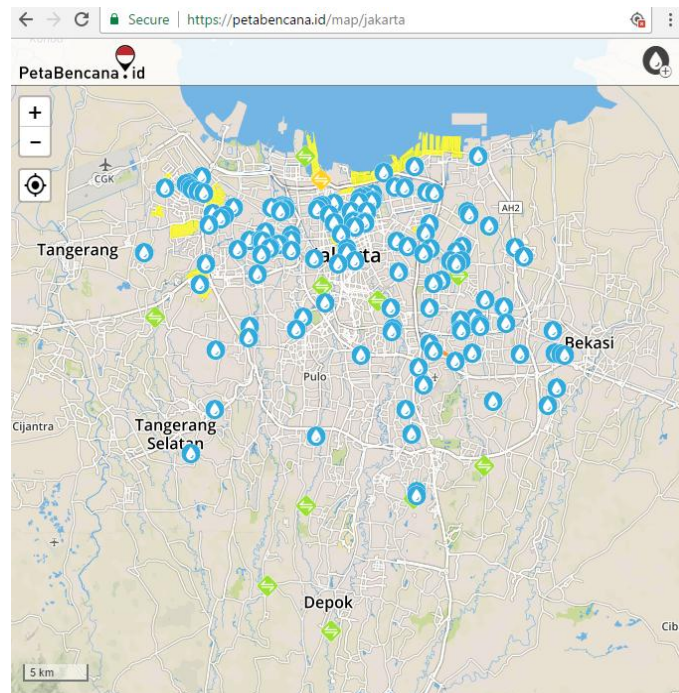 Secure | https://petabencana.id/map/jakarta
PetaBencana.id
+
−
CGK
AH2
Tangerang
Jakarta
Bekasi
Pulo
Cijantra
Tangerang
Selatan
Depok
Cib
5 km